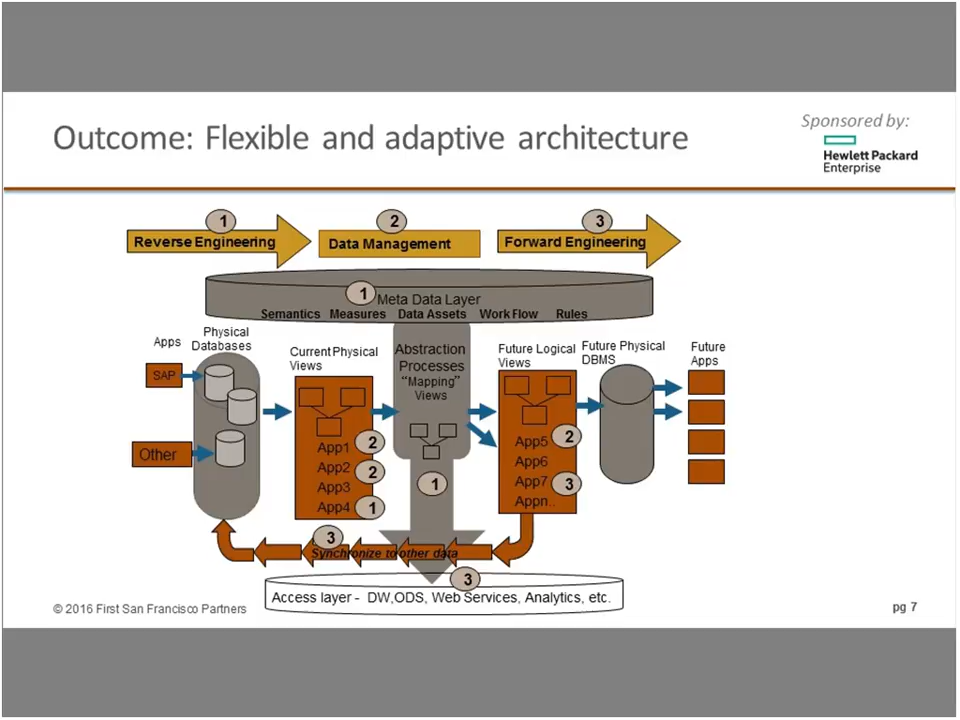 Outcome: Flexible and adaptive architecture
Sponsored by:
Hewlett Packard
Enterprise
1
2
3
Reverse Engineering
Data Management
Forward Engineering
1
Meta Data Layer
Semantics Measures Data Assets Work Flow Rules
Apps
Physical
Databases
Current Physical
Views
Abstraction
Processes
“Mapping”
Views
Future Logical
Views
Future Physical
DBMS
Future
Apps
SAP
Other
App1
2
App2
2
App3
App4
1
1
App5
2
App6
App7
3
Appn..
3
Synchronize to other data
3
Access layer - DW,ODS, Web Services, Analytics, etc.
© 2016 First San Francisco Partners
pg 7